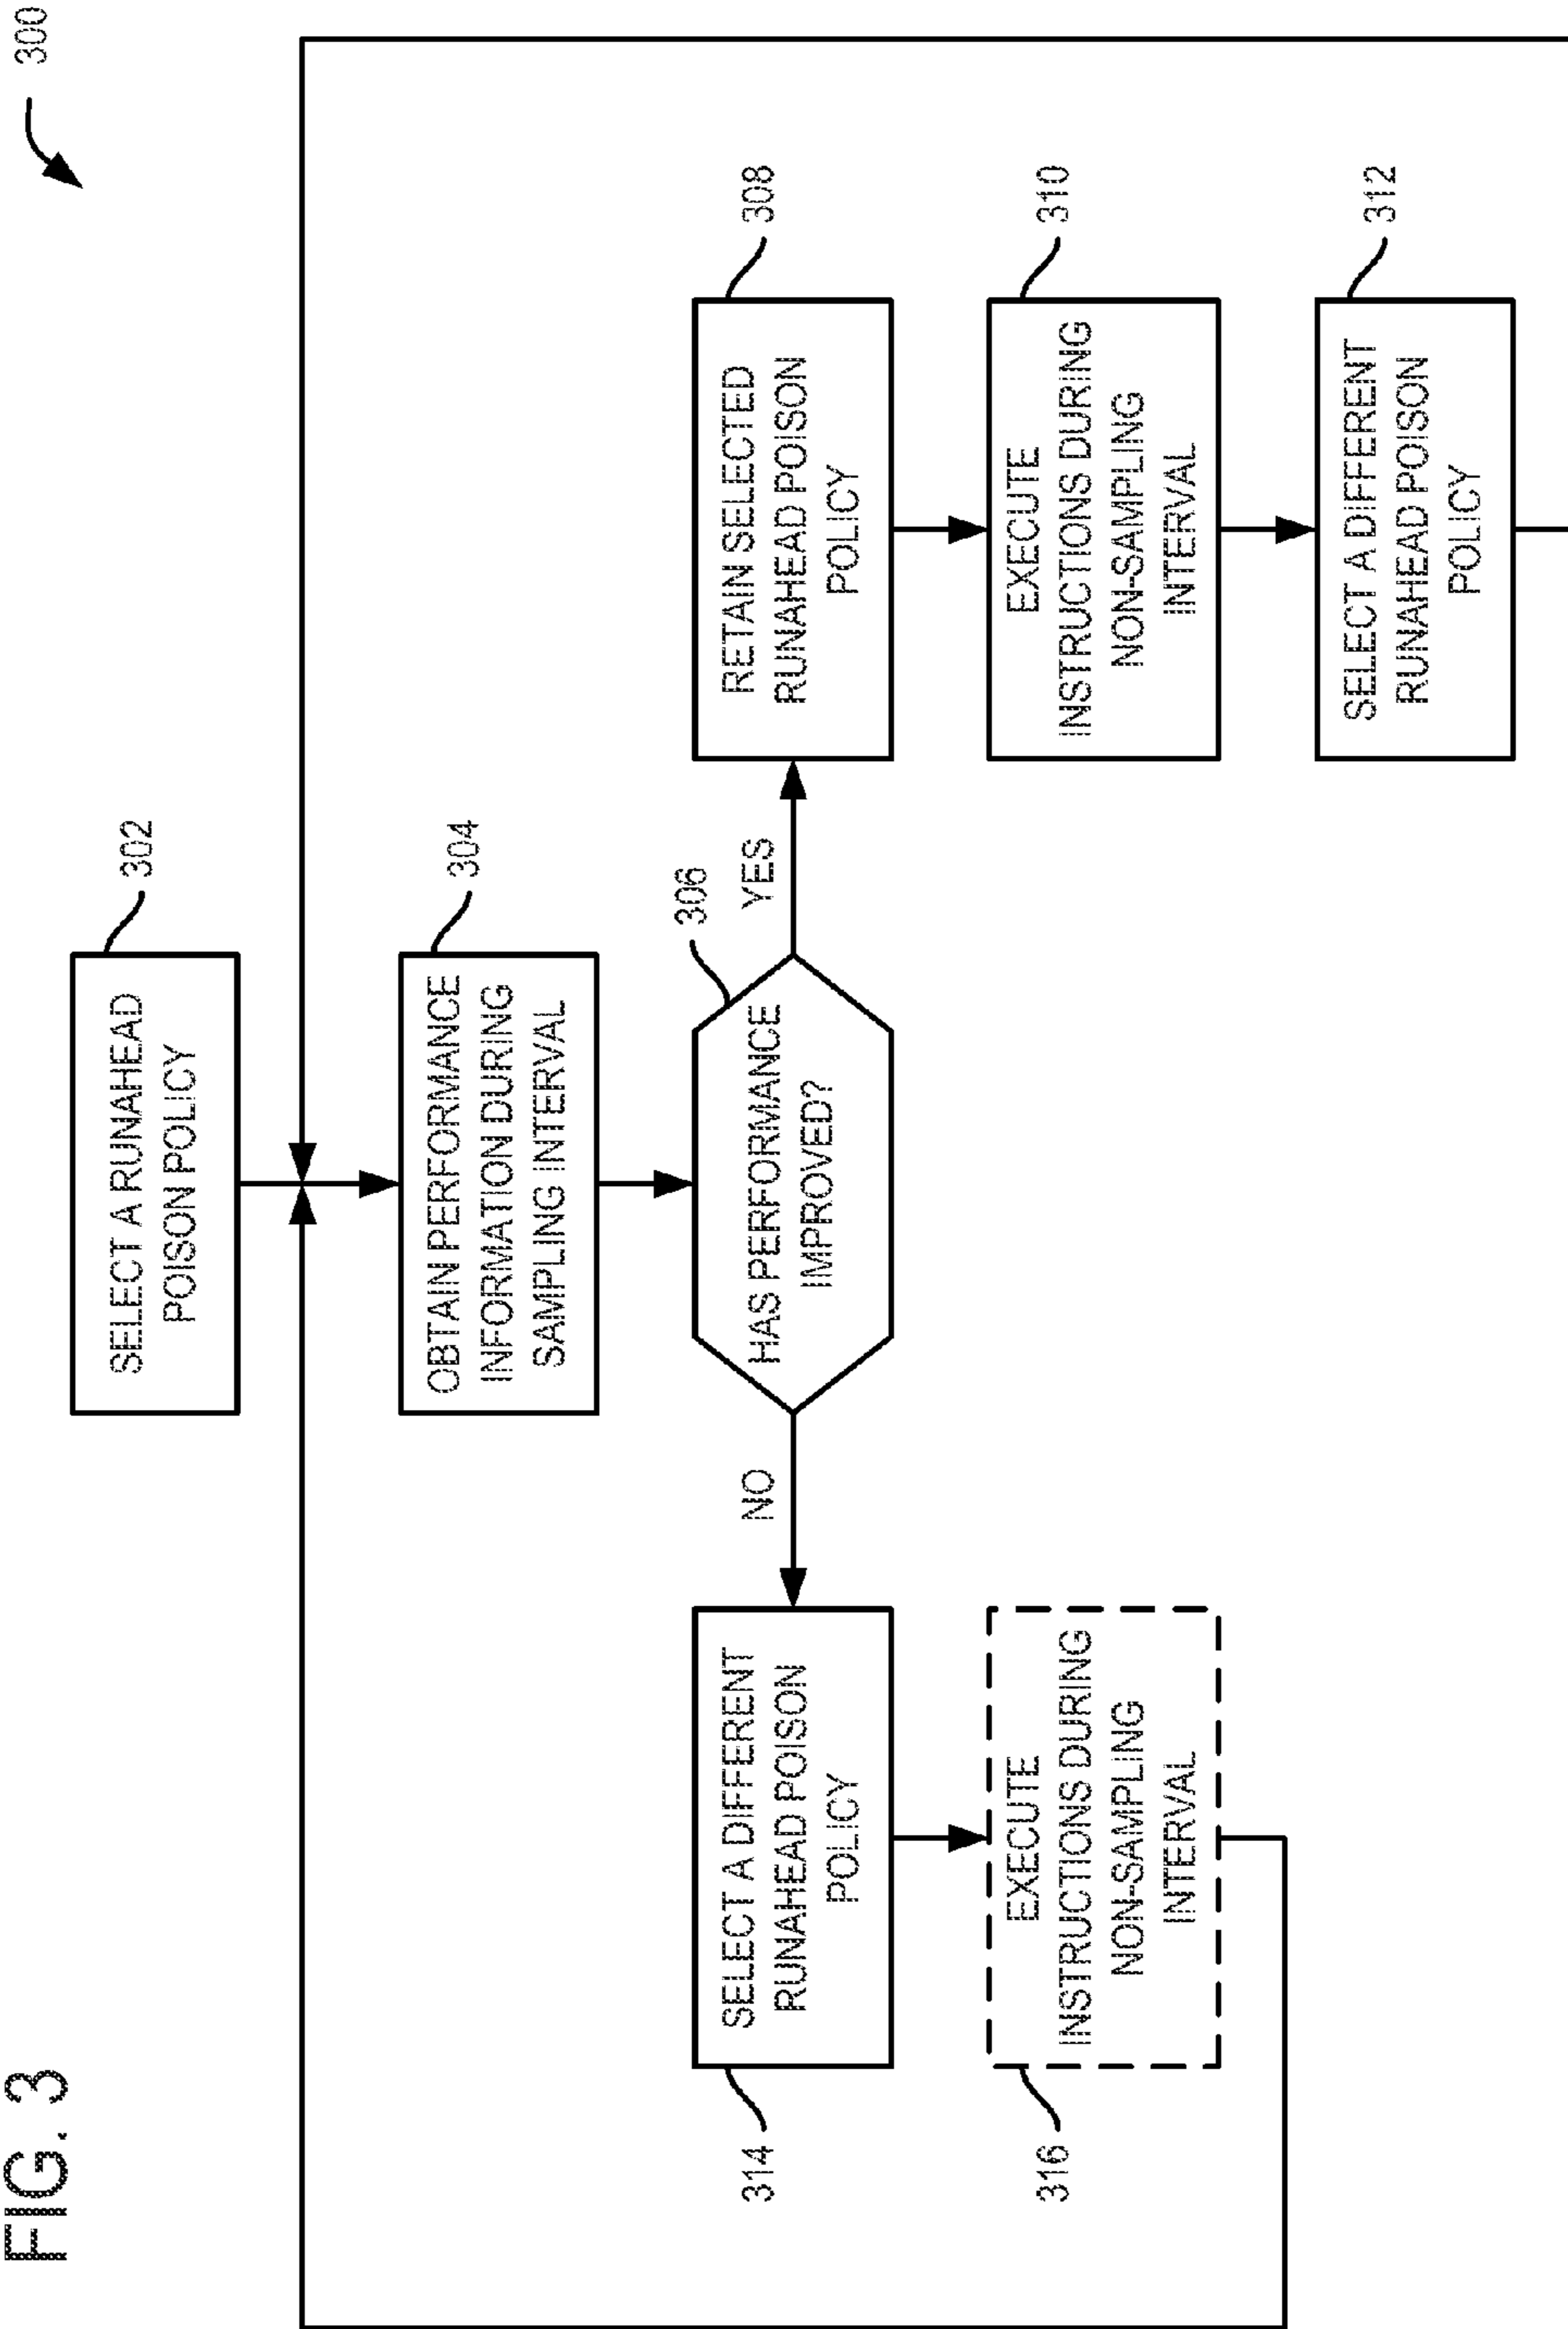 FIG. 3
300
SELECT A RUNAHEAD
POISON POLICY
302
OBTAIN PERFORMANCE
INFORMATION DURING
SAMPLING INTERVAL
304
HAS PERFORMANCE
IMPROVED?
306
YES
NO
RETAIN SELECTED
RUNAHEAD POISON
POLICY
308
EXECUTE
INSTRUCTIONS DURING
NON-SAMPLING
INTERVAL
310
SELECT A DIFFERENT
RUNAHEAD POISON
POLICY
312
SELECT A DIFFERENT
RUNAHEAD POISON
POLICY
314
EXECUTE
INSTRUCTIONS DURING
NON-SAMPLING
INTERVAL
316